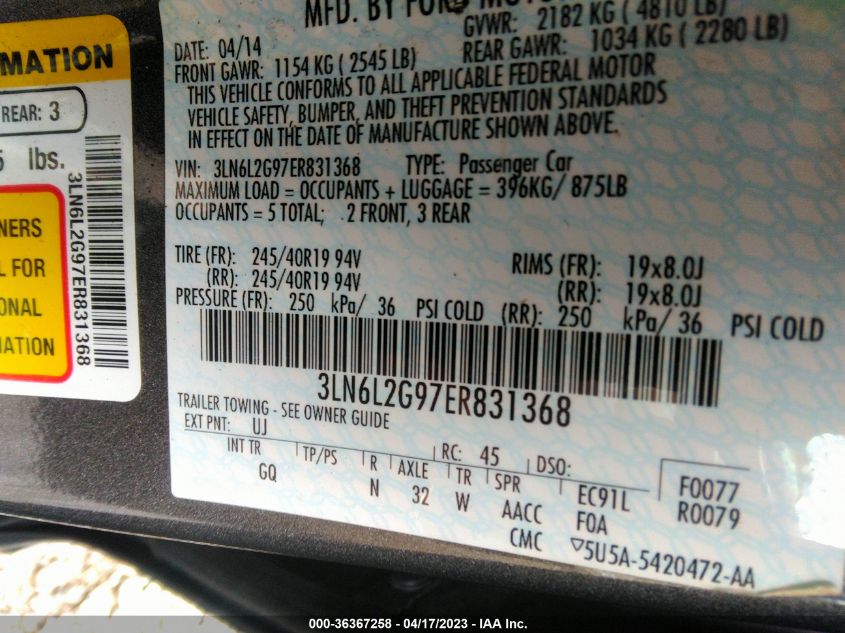 MFD. BY FORD MOTOR
DATE: 04/14
GVWR: 2182 KG ( 4810 LB)
FRONT GAWR: 1154 KG ( 2545 LB)
REAR GAWR: 1034 KG ( 2280 LB)
THIS VEHICLE CONFORMS TO ALL APPLICABLE FEDERAL MOTOR
VEHICLE SAFETY, BUMPER, AND THEFT PREVENTION STANDARDS
IN EFFECT ON THE DATE OF MANUFACTURE SHOWN ABOVE.
VIN: 3LN6L2G97ER831368 TYPE: Passenger Car
MAXIMUM LOAD = OCCUPANTS + LUGGAGE = 396KG/ 875LB
OCCUPANTS = 5 TOTAL; 2 FRONT, 3 REAR
TIRE (FR): 245/40R19 94V RIMS (FR): 19x8.0J
(RR): 245/40R19 94V (RR): 19x8.0J
PRESSURE (FR): 250 kPa/ 36 PSI COLD (RR): 250 kPa/ 36 PSI COLD
3LN6L2G97ER831368
TRAILER TOWING - SEE OWNER GUIDE
EXT PNT: UJ RC: 45 DSO:
INT TR TP/PS R AXLE TR SPR EC91L F0077
GQ N 32 W AACC FOA R0079
CMC ▽5U5A-5420472-AA
RMATION
REAR: 3
5 lbs.
3LN6L2G97ER831368
NERS
L FOR
ONAL
MATION
000-36367258 - 04/17/2023 - IAA Inc.